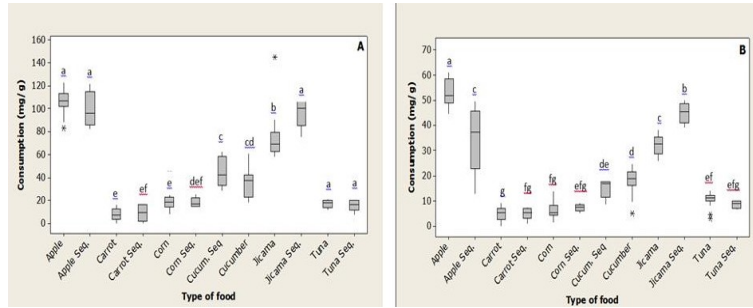 A
Consumption (mg/g)
160
140
120
100
80
60
40
20
0
a
a
e
ef
e
def
c
cd
b
a
a
a
Apple
Apple Seq.
Carrot
Carrot Seq.
Corn
Corn Seq.
Cucum. Seq
Cucumber
Jicama
Jicama Seq.
Tuna
Tuna Seq.
Type of food
B
Consumption (mg/g)
70
60
50
40
30
20
10
0
a
c
g
fg
fg
efg
de
d
c
b
ef
efg
Apple
Apple Seq.
Carrot
Carrot Seq.
Corn
Corn Seq.
Cucum. Seq
Cucumber
Jicama
Jicama Seq.
Tuna
Tuna Seq.
Type of food